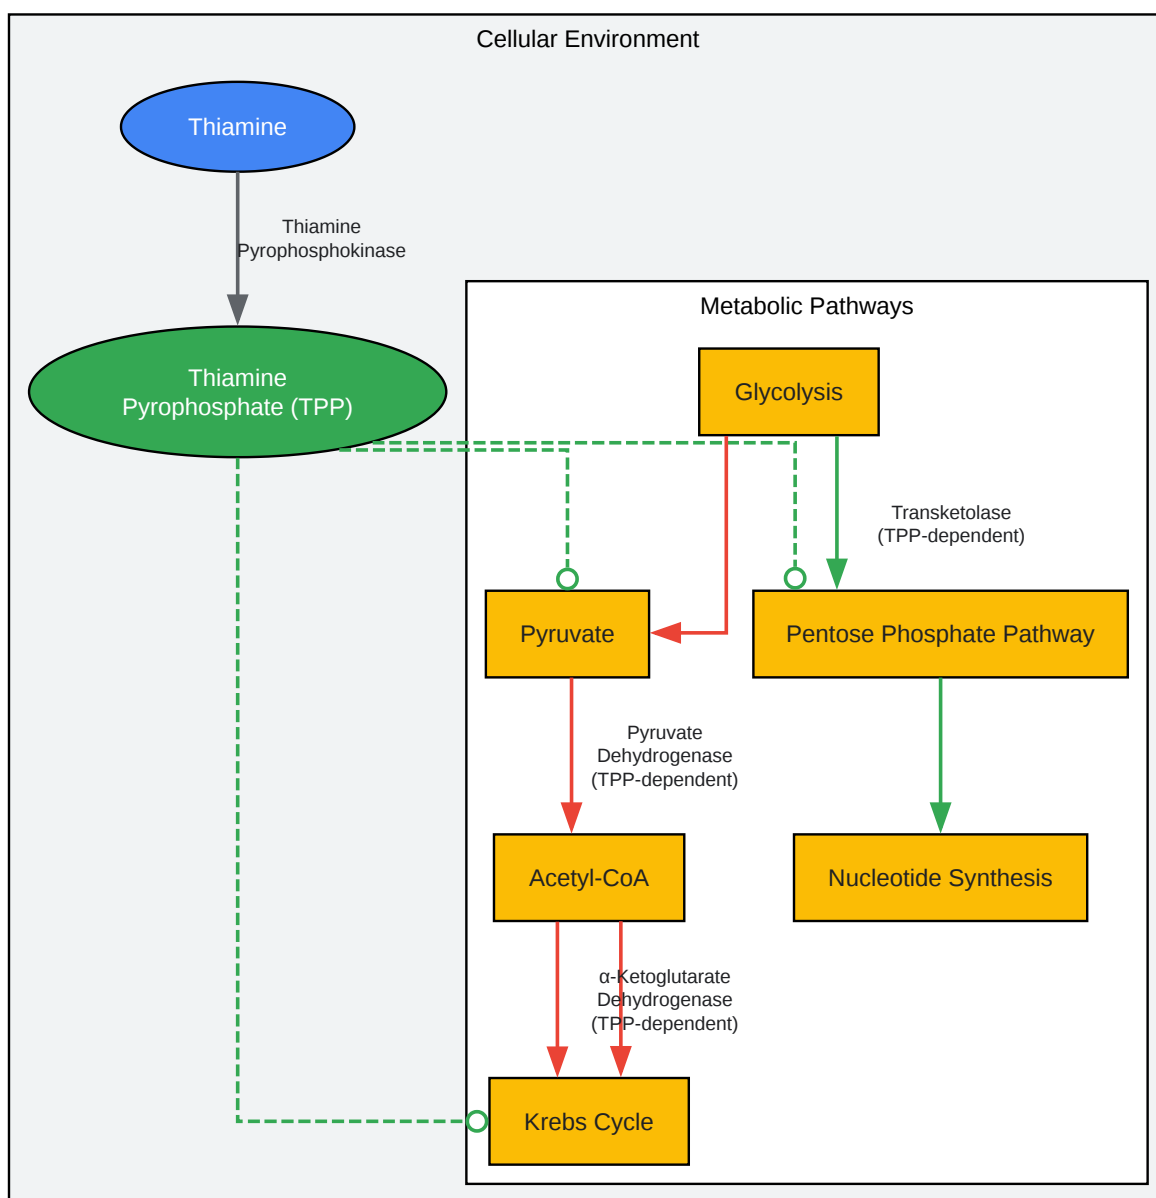 Cellular Environment
Thiamine
Thiamine
Pyrophosphokinase
Thiamine
Pyrophosphate (TPP)
Metabolic Pathways
Glycolysis
Transketolase
(TPP-dependent)
Pyruvate
Pentose Phosphate Pathway
Pyruvate
Dehydrogenase
(TPP-dependent)
Acetyl-CoA
Nucleotide Synthesis
α-Ketoglutarate
Dehydrogenase
(TPP-dependent)
Krebs Cycle